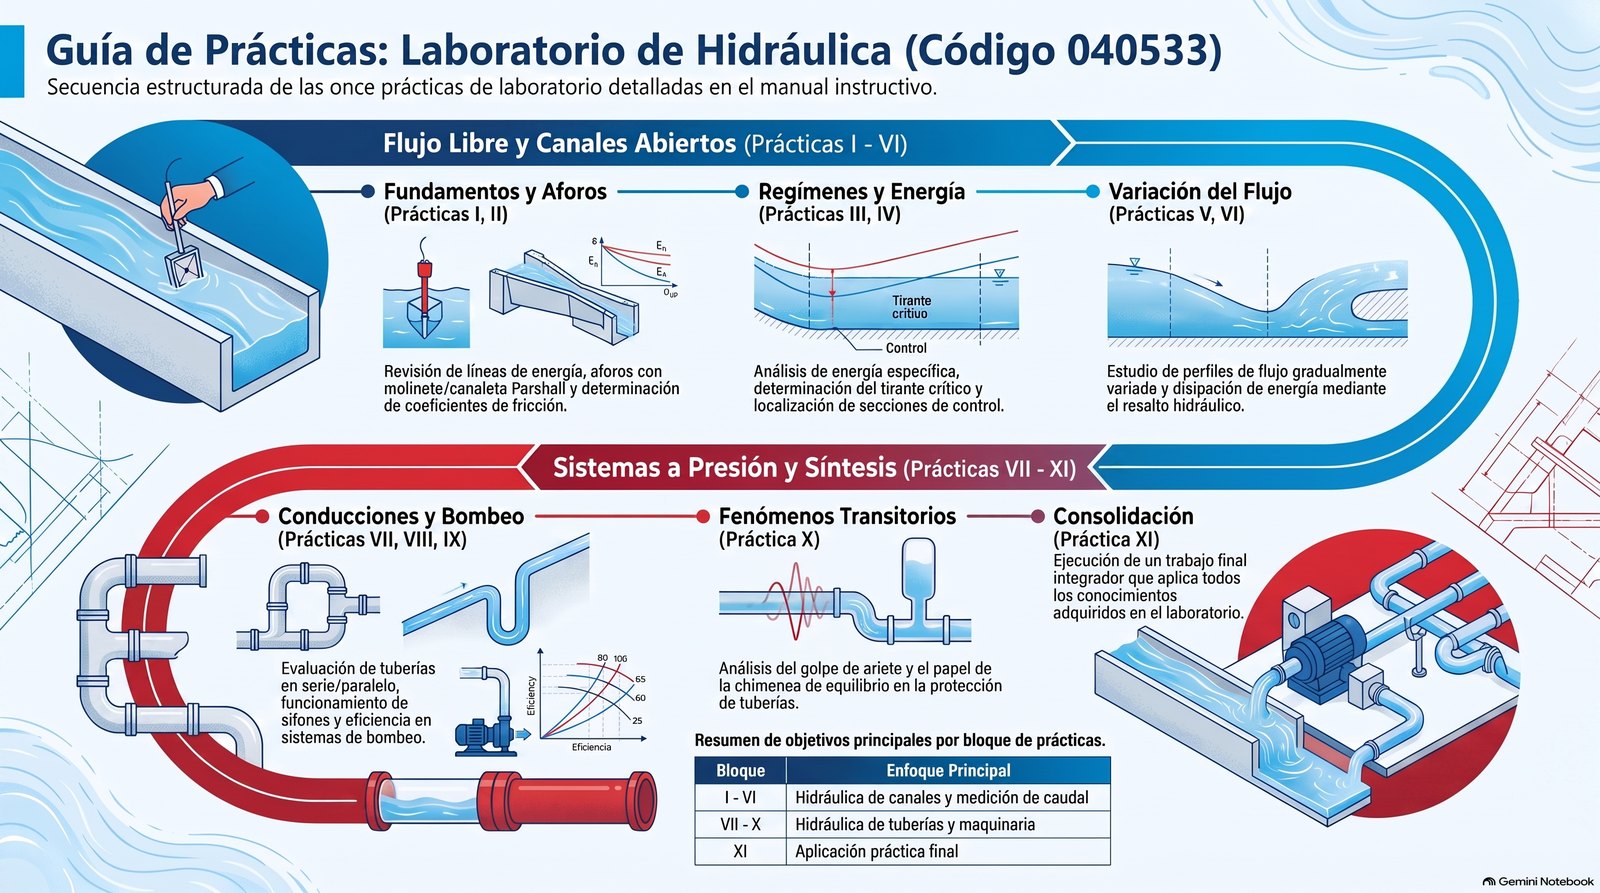 Guía de Prácticas: Laboratorio de Hidráulica (Código 040533)
Secuencia estructurada de las once prácticas de laboratorio detalladas en el manual instructivo.
Flujo Libre y Canales Abiertos (Prácticas I - VI)
Fundamentos y Aforos
(Prácticas I, II)
Eₙ
Eₙ
E_A
O_UP
Revisión de líneas de energía, aforos con
molinete/canaleta Parshall y determinación
de coeficientes de fricción.
Regímenes y Energía
(Prácticas III, IV)
Tirante
crítiuo
Control
Análisis de energía específica,
determinación del tirante crítico y
localización de secciones de control.
Variación del Flujo
(Prácticas V, VI)
Estudio de perfiles de flujo gradualmente
variade y disipación de energía mediante
el resalto hidráulico.
Sistemas a Presión y Síntesis (Prácticas VII - XI)
Conducciones y Bombeo
(Prácticas VII, VIII, IX)
Evaluación de tuberías
en serie/paralelo,
funcionamiento de
sifones y eficiencia en
sistemas de bombeo.
Eficiency
80 106
65
60
25
Eficiencia
Fenómenos Transitorios
(Práctica X)
Análisis del golpe de ariete y el papel de
la chimenea de equilibrio en la protección
de tuberías.
Consolidación
(Práctica XI)
Ejecución de un trabajo final
integrador que aplica todos
los conocimientos
adquiridos en el laboratorio.
Resumen de objetivos principales por bloque de prácticas.
Bloque Enfoque Principal
I - VI Hidráulica de canales y medición de caudal
VII - X Hidráulica de tuberías y maquinaria
XI Aplicación práctica final
Gemini Notebook